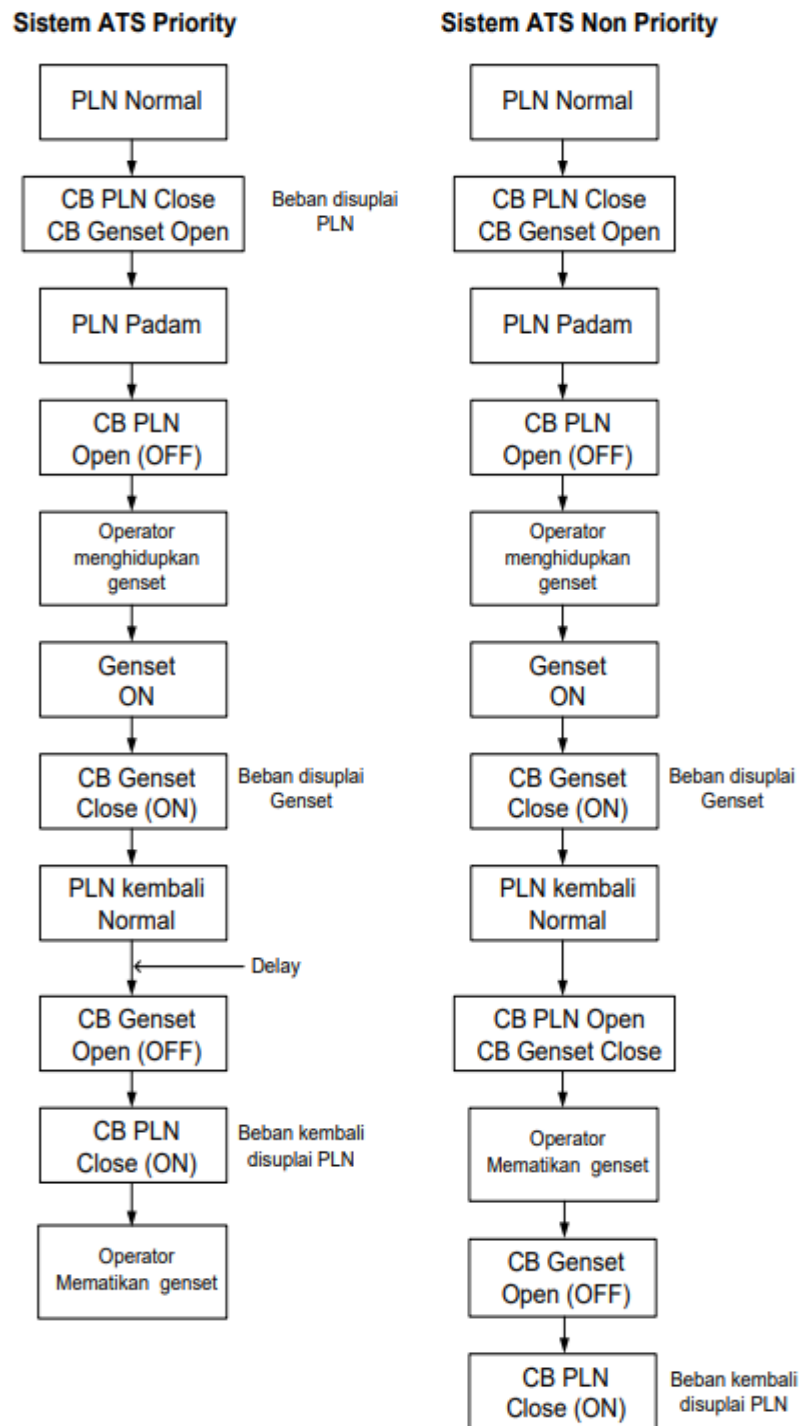 Sistem ATS Priority
PLN Normal
CB PLN Close
CB Genset Open
Beban disuplai
PLN
PLN Padam
CB PLN
Open (OFF)
Operator
menghidupkan
genset
Genset
ON
CB Genset
Close (ON)
Beban disuplai
Genset
PLN kembali
Normal
Delay
CB Genset
Open (OFF)
CB PLN
Close (ON)
Beban kembali
disuplai PLN
Operator
Mematikan genset
Sistem ATS Non Priority
PLN Normal
CB PLN Close
CB Genset Open
PLN Padam
CB PLN
Open (OFF)
Operator
menghidupkan
genset
Genset
ON
CB Genset
Close (ON)
Beban disuplai
Genset
PLN kembali
Normal
CB PLN Open
CB Genset Close
Operator
Mematikan genset
CB Genset
Open (OFF)
CB PLN
Close (ON)
Beban kembali
disuplai PLN